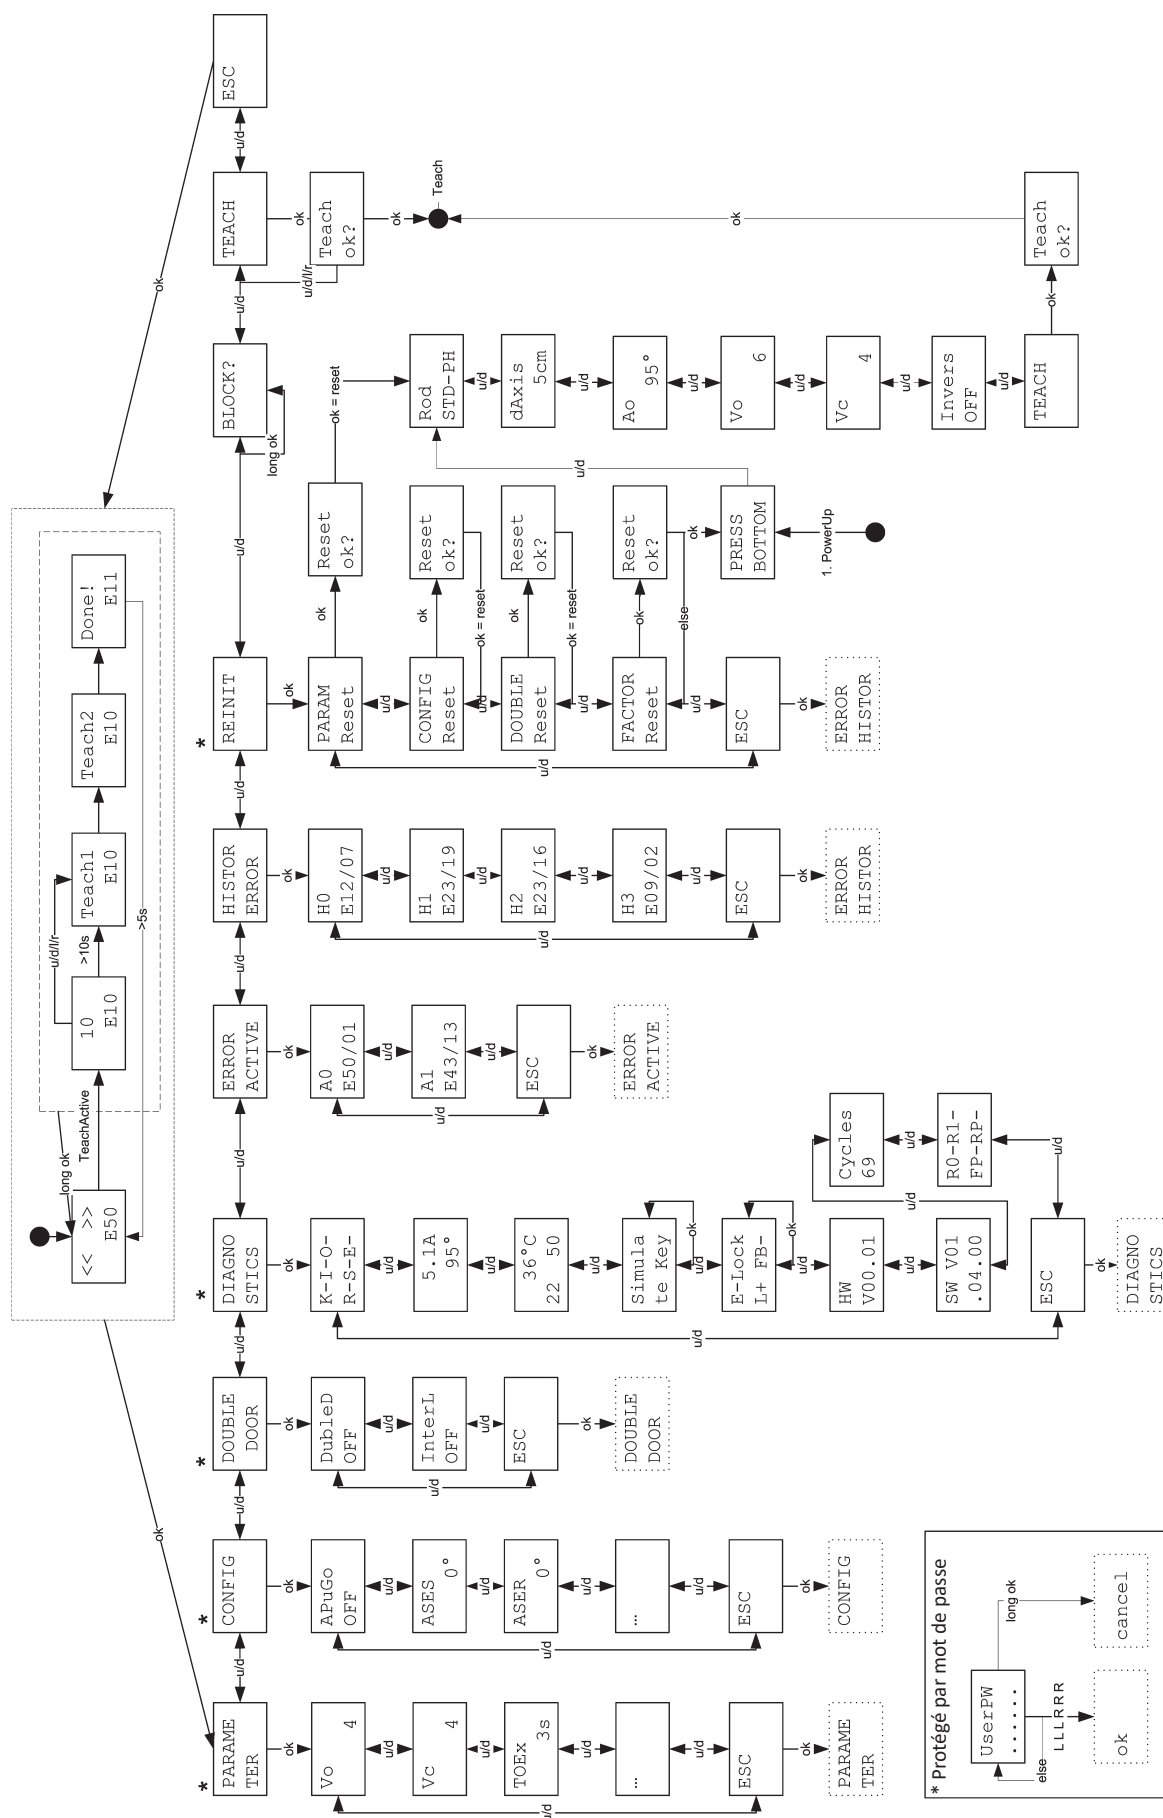 << >>
E50
long ok
TeachActive
10
E10
u/d/l/r
>10s
Teach1
E10
Teach2
E10
Done!
E11
>5s
ok
ok
*
PARAME
TER
ok
Vo
4
u/d
Vc
4
u/d
TOEx
3s
u/d
...
u/d
ESC
u/d
ok
PARAME
TER
u/d
*
CONFIG
ok
APuGo
OFF
u/d
ASES
0°
u/d
ASER
0°
u/d
...
u/d
ESC
u/d
ok
CONFIG
u/d
*
DOUBLE
DOOR
ok
DubleD
OFF
u/d
InterL
OFF
u/d
ESC
u/d
ok
DOUBLE
DOOR
u/d
*
DIAGNO
STICS
ok
K-I-O-
R-S-E-
u/d
5.1A
95°
u/d
36°C
22 50
u/d
Simula
te Key
ok
u/d
E-Lock
L+ FB-
ok
u/d
HW
V00.01
u/d
SW V01
.04.00
u/d
Cycles
69
u/d
R0-R1-
FP-RP-
u/d
ESC
u/d
ok
DIAGNO
STICS
u/d
ERROR
ACTIVE
ok
A0
E50/01
u/d
A1
E43/13
u/d
ESC
u/d
ok
ERROR
ACTIVE
u/d
HISTOR
ERROR
ok
H0
E12/07
u/d
H1
E23/19
u/d
H2
E23/16
u/d
H3
E09/02
u/d
ESC
u/d
ok
ERROR
HISTOR
u/d
*
REINIT
ok
PARAM
Reset
ok
Reset
ok?
ok = reset
u/d
CONFIG
Reset
ok
Reset
ok?
ok = reset
u/d
DOUBLE
Reset
ok
Reset
ok?
ok = reset
u/d
FACTOR
Reset
ok
Reset
ok?
else
ok
u/d
ESC
u/d
ok
ERROR
HISTOR
PRESS
BOTTOM
1. PowerUp
u/d
Rod
STD-PH
u/d
dAxis
5cm
u/d
Ao
95°
u/d
Vo
6
u/d
Vc
4
u/d
Invers
OFF
u/d
TEACH
ok
Teach
ok?
ok
u/d
BLOCK?
long ok
u/d
TEACH
ok
Teach
ok?
u/d/l/r
ok
Teach
u/d
ESC
* Protégé par mot de passe
UserPW
......
else
L L L R R R
long ok
ok
cancel